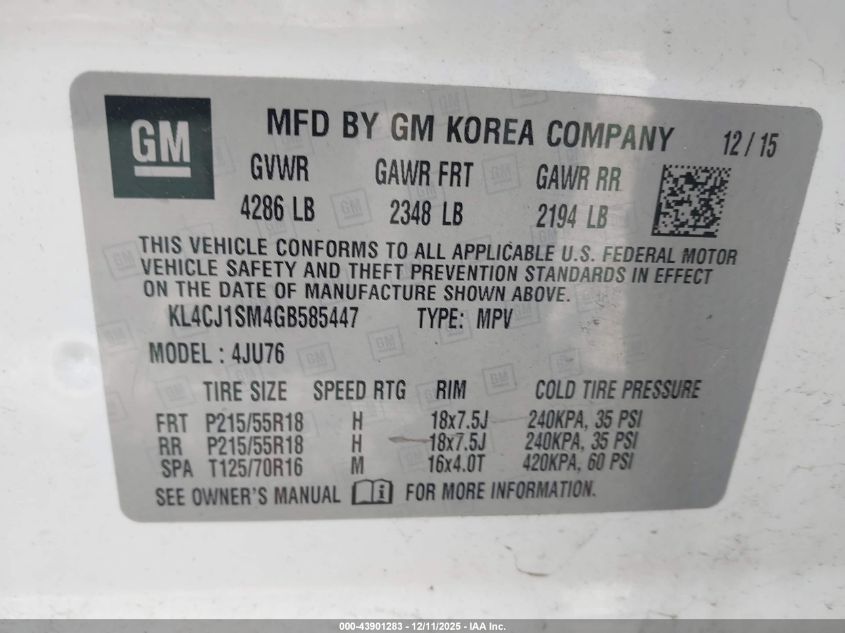 GM
MFD BY GM KOREA COMPANY 12/15
GVWR GAWR FRT GAWR RR
4286 LB 2348 LB 2194 LB
THIS VEHICLE CONFORMS TO ALL APPLICABLE U.S. FEDERAL MOTOR
VEHICLE SAFETY AND THEFT PREVENTION STANDARDS IN EFFECT
ON THE DATE OF MANUFACTURE SHOWN ABOVE.
KL4CJ1SM4GB585447 TYPE: MPV
MODEL : 4JU76
TIRE SIZE SPEED RTG RIM COLD TIRE PRESSURE
FRT P215/55R18 H 18x7.5J 240KPA, 35 PSI
RR P215/55R18 H 18x7.5J 240KPA, 35 PSI
SPA T125/70R16 M 16x4.0T 420KPA, 60 PSI
SEE OWNER'S MANUAL i FOR MORE INFORMATION.
000-43901283 - 12/11/2025 - IAA Inc.